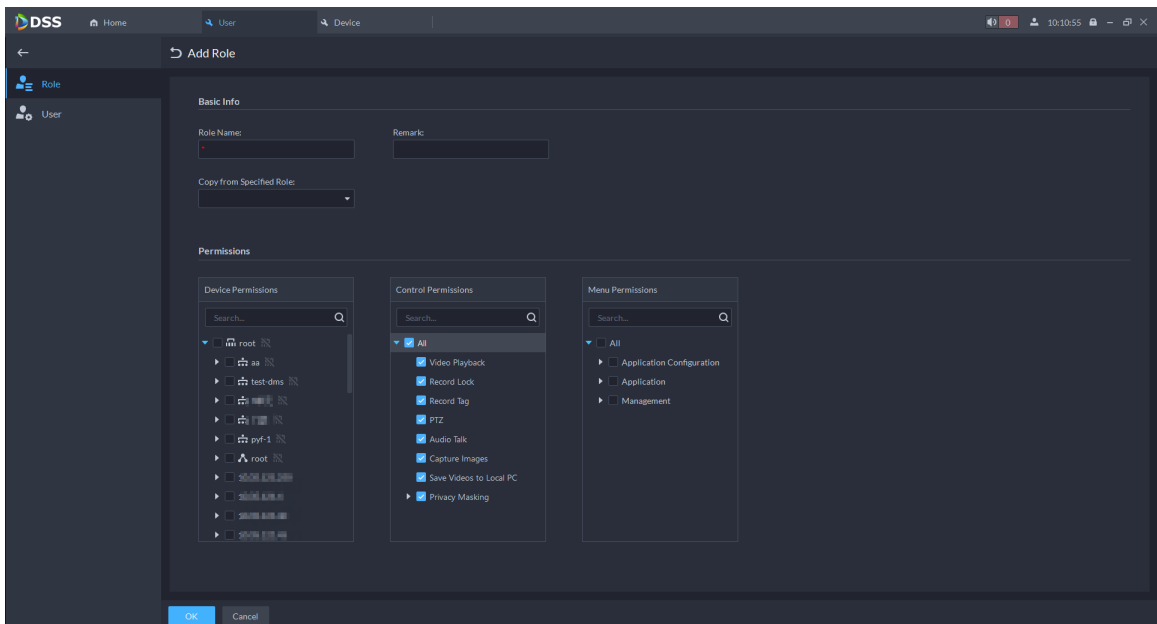 DSS Home User Device 0 10:10:55
Add Role
Role
User
Basic Info
Role Name: Remark:
*
Copy from Specified Role:
Permissions
Device Permissions Control Permissions Menu Permissions
Search... Search... Search...
root All All
aa Video Playback Application Configuration
test-dms Record Lock Application
Record Tag Management
PTZ
pyf-1 Audio Talk
root Capture Images
Save Videos to Local PC
Privacy Masking
OK Cancel